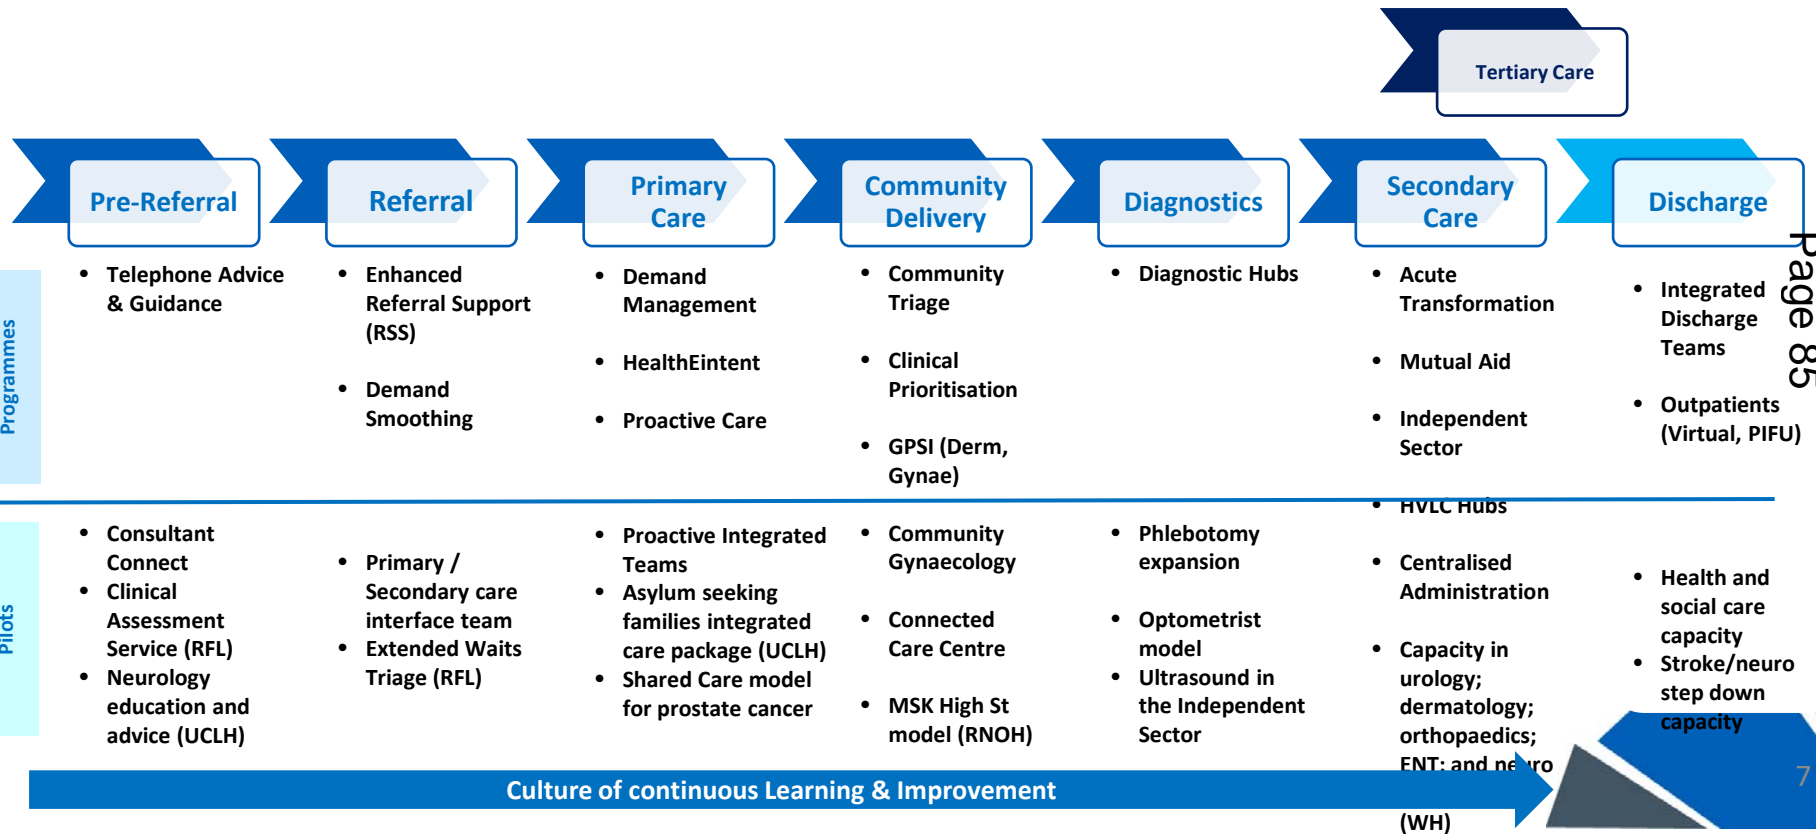 Tertiary Care
Pre-Referral
Referral
Primary
Care
Community
Delivery
Diagnostics
Secondary
Care
Discharge
Page 85
Programmes
• Telephone Advice
& Guidance
• Enhanced
Referral Support
(RSS)
• Demand
Smoothing
• Demand
Management
• HealthEintent
• Proactive Care
• Community
Triage
• Clinical
Prioritisation
• GPSI (Derm,
Gynae)
• Diagnostic Hubs
• Acute
Transformation
• Mutual Aid
• Independent
Sector
• HVLC Hubs
• Integrated
Discharge
Teams
• Outpatients
(Virtual, PIFU)
Pilots
• Consultant
Connect
• Clinical
Assessment
Service (RFL)
• Neurology
education and
advice (UCLH)
• Primary /
Secondary care
interface team
• Extended Waits
Triage (RFL)
• Proactive Integrated
Teams
• Asylum seeking
families integrated
care package (UCLH)
• Shared Care model
for prostate cancer
• Community
Gynaecology
• Connected
Care Centre
• MSK High St
model (RNOH)
• Phlebotomy
expansion
• Optometrist
model
• Ultrasound in
the Independent
Sector
• Centralised
Administration
• Capacity in
urology;
dermatology;
orthopaedics;
ENT; and neuro
(WH)
• Health and
social care
capacity
• Stroke/neuro
step down
capacity
Culture of continuous Learning & Improvement
7